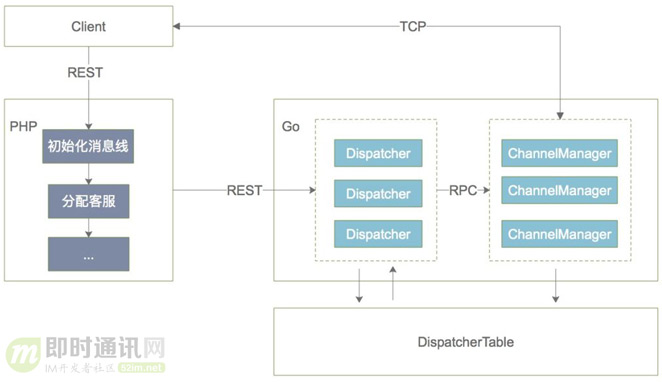 Client
TCP
REST
PHP
初始化消息线
分配客服
...
REST
Go
Dispatcher
Dispatcher
Dispatcher
RPC
ChannelManager
ChannelManager
ChannelManager
DispatcherTable
即时通讯网
IM开发者社区 52im.net